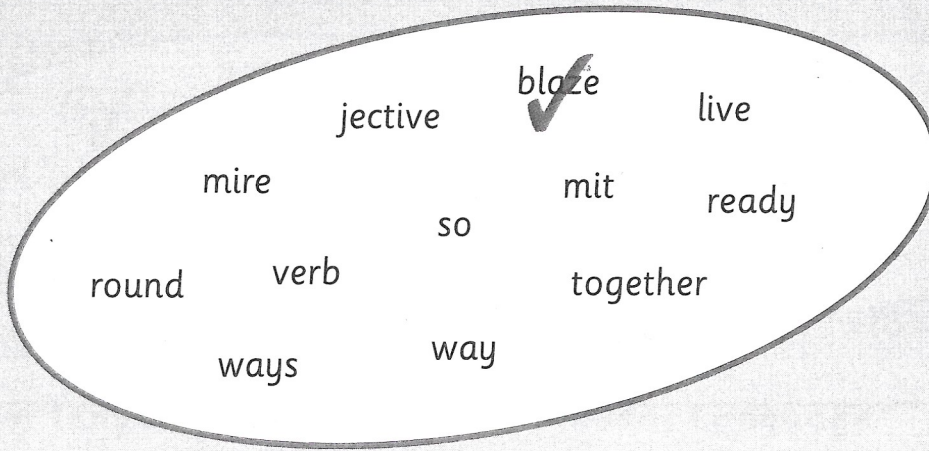 blaze
jective
live
mire
mit
ready
so
round
verb
together
ways
way